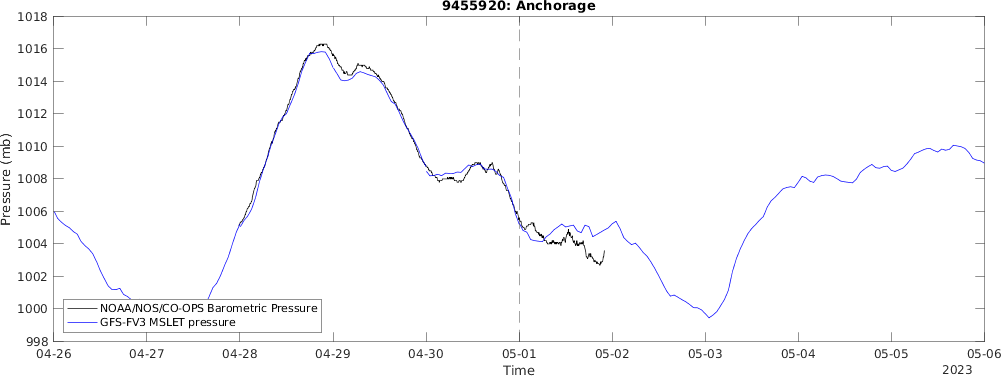 9455920: Anchorage
1018
1016
1014
1012
1010
1008
1006
1004
1002
1000
998
Pressure (mb)
NOAA/NOS/CO-OPS Barometric Pressure
GFS-FV3 MSLET pressure
04-26 04-27 04-28 04-29 04-30 05-01 05-02 05-03 05-04 05-05 05-06
Time
2023